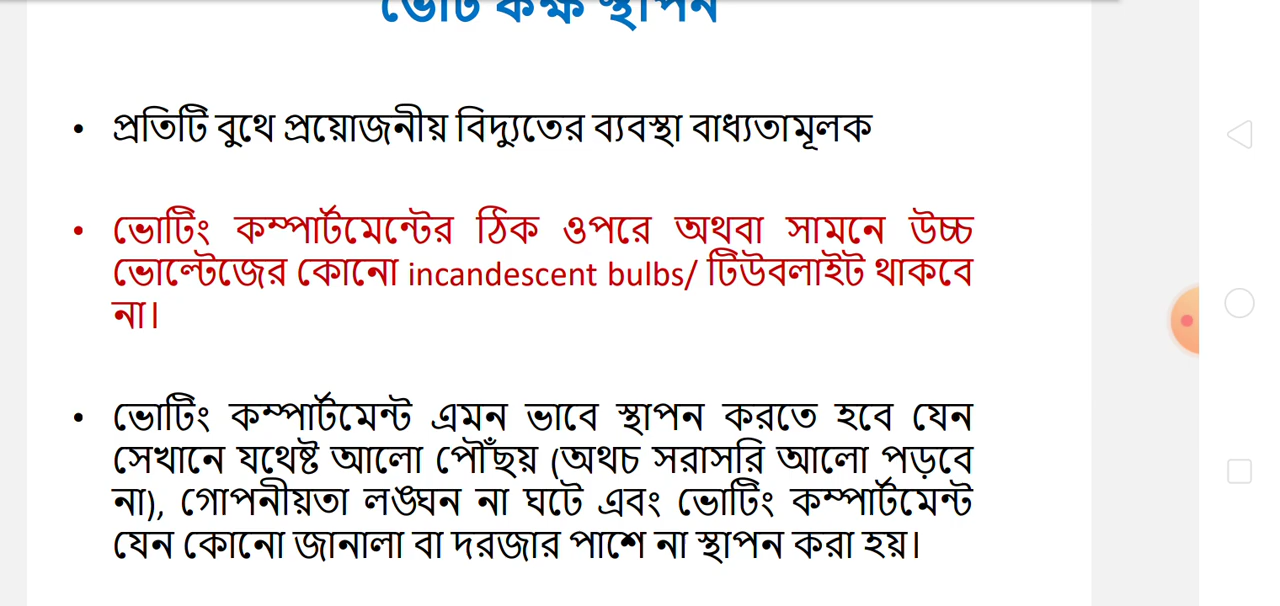 ভোট কক্ষ স্থাপন
• প্রতিটি বুথে প্রয়োজনীয় বিদ্যুতের ব্যবস্থা বাধ্যতামূলক
• ভোটিং কম্পার্টমেন্টের ঠিক ওপরে অথবা সামনে উচ্চ
ভোল্টেজের কোনো incandescent bulbs/ টিউবলাইট থাকবে
না।
• ভোটিং কম্পার্টমেন্ট এমন ভাবে স্থাপন করতে হবে যেন
সেখানে যথেষ্ট আলো পৌঁছয় (অথচ সরাসরি আলো পড়বে
না), গোপনীয়তা লঙ্ঘন না ঘটে এবং ভোটিং কম্পার্টমেন্ট
যেন কোনো জানালা বা দরজার পাশে না স্থাপন করা হয়।